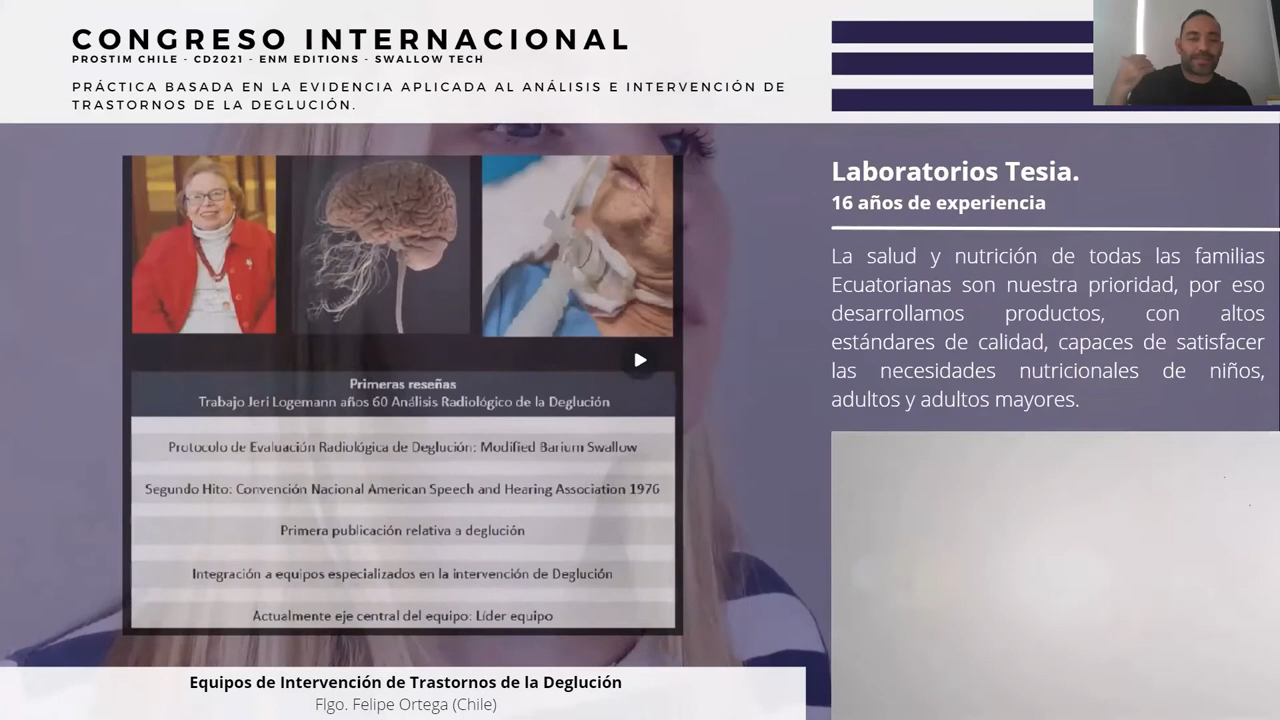 CONGRESO INTERNACIONAL
PROSTIM CHILE - CD2021 - ENM EDITIONS - SWALLOW TECH
PRÁCTICA BASADA EN LA EVIDENCIA APLICADA AL ANÁLISIS E INTERVENCIÓN DE
TRASTORNOS DE LA DEGLUCIÓN.
Primeras reseñas
Trabajo Jeri Logemann años 60 Análisis Radiológico de la Deglución
Protocolo de Evaluación Radiológica de Deglución: Modified Barium Swallow
Segundo Hito: Convención Nacional American Speech and Hearing Association 1976
Primera publicación relativa a deglución
Integración a equipos especializados en la intervención de Deglución
Actualmente eje central del equipo: Líder equipo
Equipos de Intervención de Trastornos de la Deglución
Flgo. Felipe Ortega (Chile)
Laboratorios Tesia.
16 años de experiencia
La salud y nutrición de todas las familias
Ecuatorianas son nuestra prioridad, por eso
desarrollamos productos, con altos
estándares de calidad, capaces de satisfacer
las necesidades nutricionales de niños,
adultos y adultos mayores.